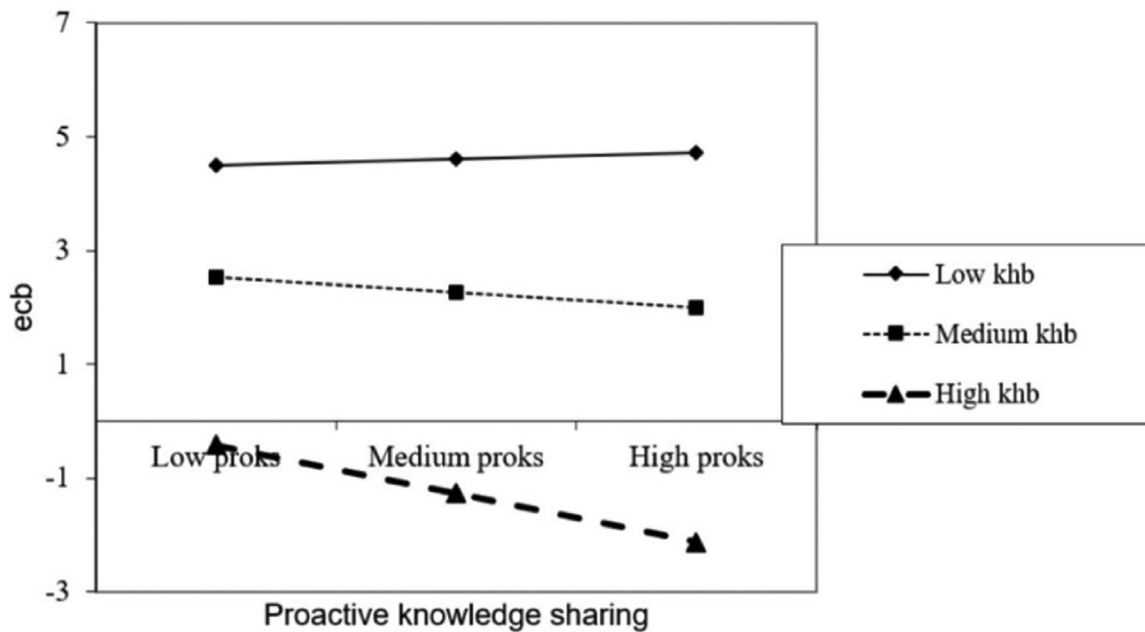 7
5
3
1
-1
-3
ecb
Low proks
Medium proks
High proks
Proactive knowledge sharing
Low khb
Medium khb
High khb